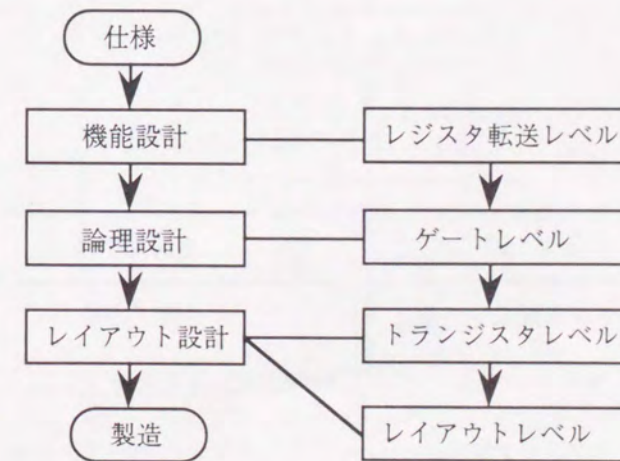 仕様
機能設計
レジスタ転送レベル
論理設計
ゲートレベル
レイアウト設計
トランジスタレベル
製造
レイアウトレベル